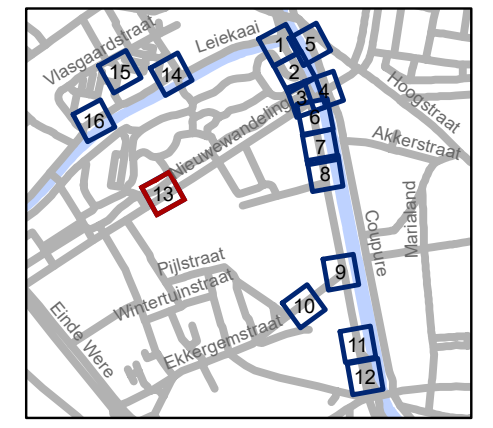 Vlasgaardstraat
Leiekaai
1
5
2
15
14
3
4
16
6
Nieuwewandeling
Hoogstraat
7
Akkerstraat
8
13
Marialand
Coupure
Pijlstraat
9
Wintertuinstraat
10
Einde Were
Ekkergemstraat
11
12